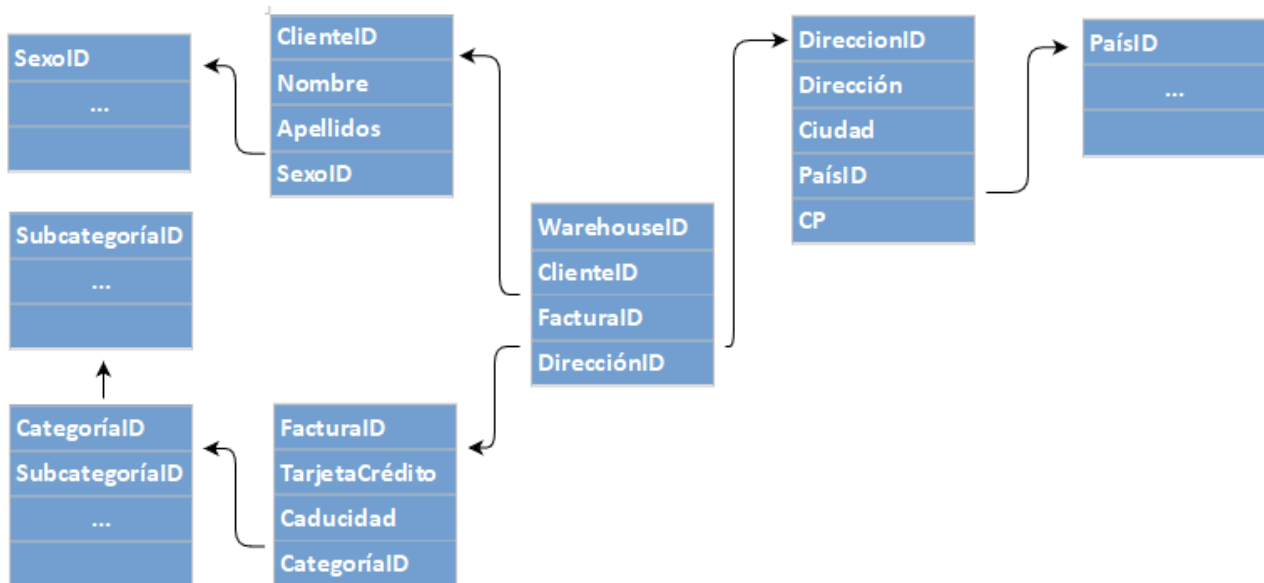 SexoID
...
ClienteID
Nombre
Apellidos
SexoID
DireccionID
Dirección
Ciudad
PaísID
CP
PaísID
...
SubcategoríaID
...
WarehouseID
ClienteID
FacturaID
DirecciónID
CategoríaID
SubcategoríaID
...
FacturaID
TarjetaCrédito
Caducidad
CategoríaID